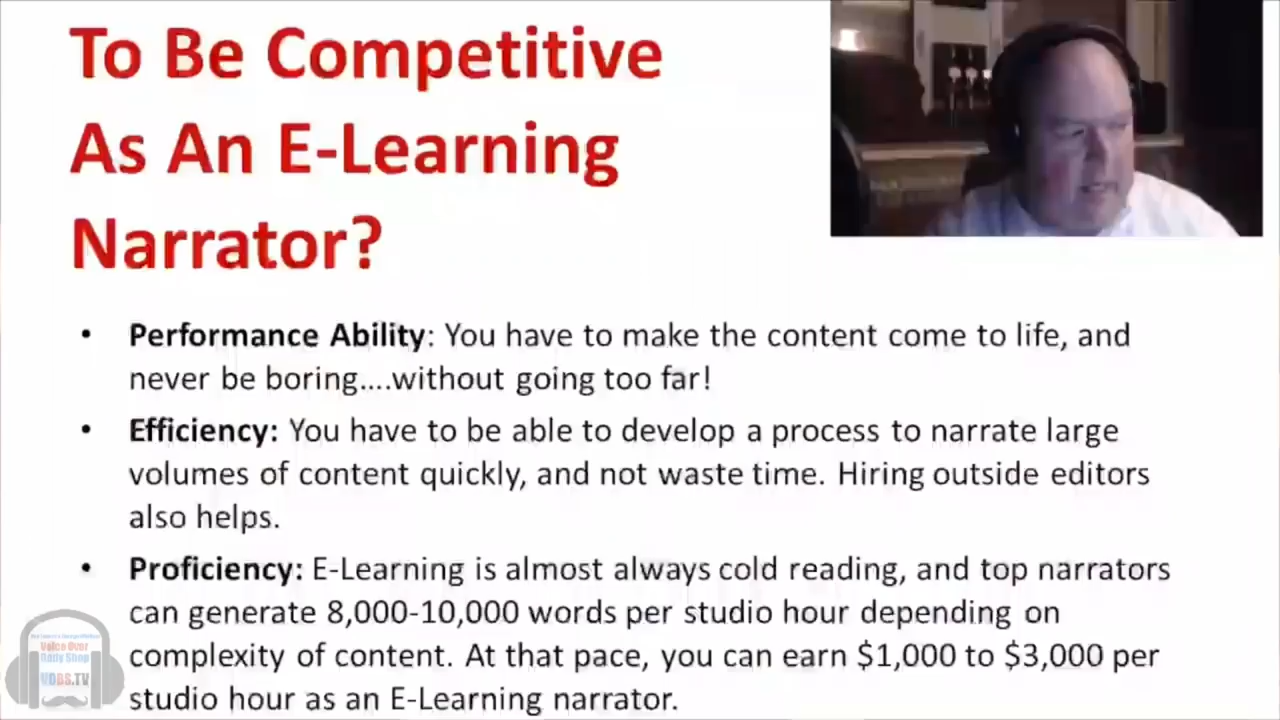 To Be Competitive
As An E-Learning
Narrator?
• Performance Ability: You have to make the content come to life, and
never be boring....without going too far!
• Efficiency: You have to be able to develop a process to narrate large
volumes of content quickly, and not waste time. Hiring outside editors
also helps.
• Proficiency: E-Learning is almost always cold reading, and top narrators
can generate 8,000-10,000 words per studio hour depending on
complexity of content. At that pace, you can earn $1,000 to $3,000 per
studio hour as an E-Learning narrator.
Voice Over
Daily Shop
VODS.TV